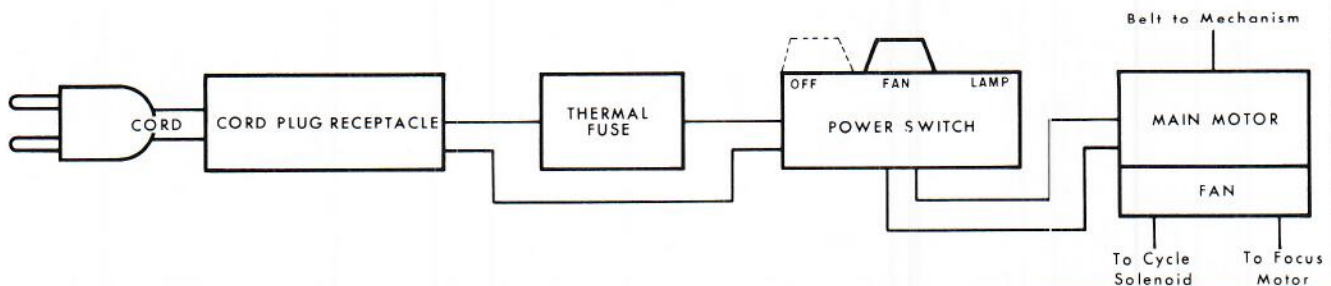 Belt to Mechanism
OFF FAN LAMP
CORD
CORD PLUG RECEPTACLE
THERMAL
FUSE
POWER SWITCH
MAIN MOTOR
FAN
To Cycle
Solenoid
To Focus
Motor